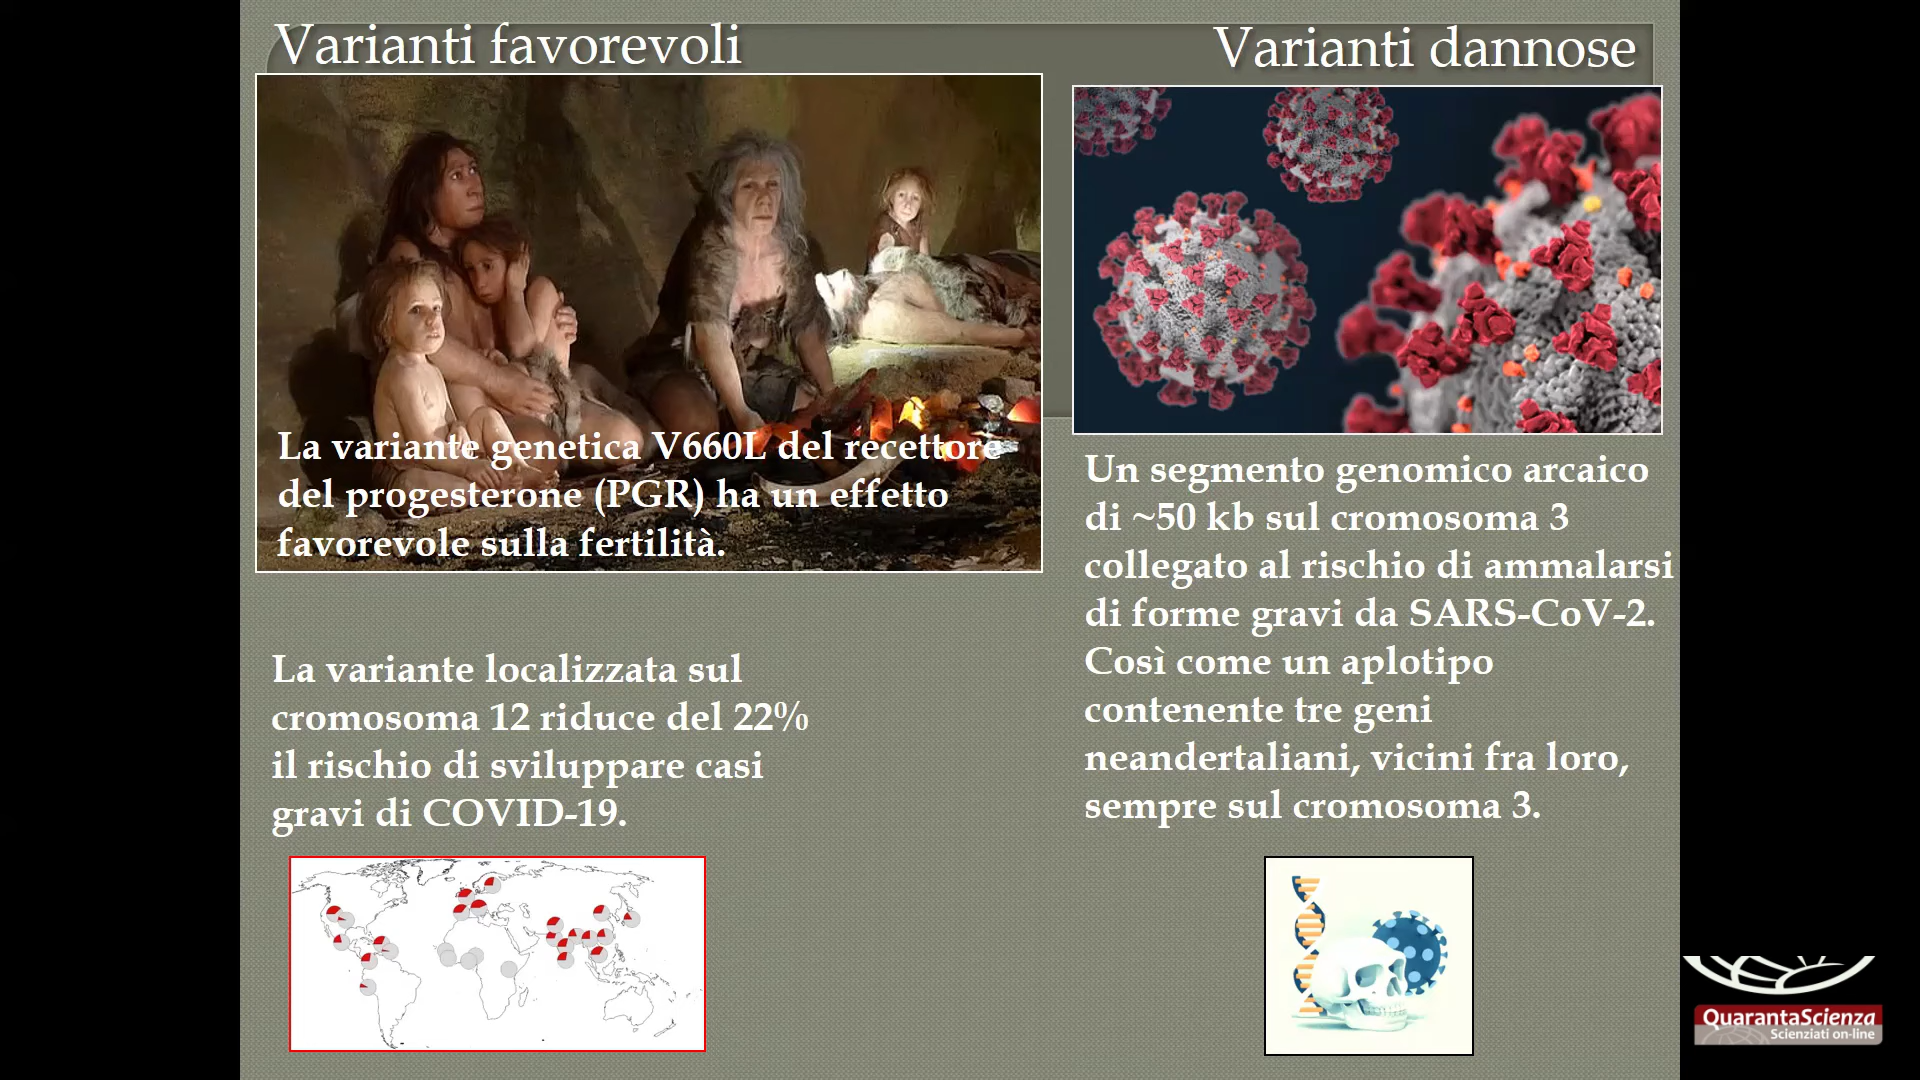 Varianti favorevoli
La variante genetica V660L del recettore
del progesterone (PGR) ha un effetto
favorevole sulla fertilità.
La variante localizzata sul
cromosoma 12 riduce del 22%
il rischio di sviluppare casi
gravi di COVID-19.
Varianti dannose
Un segmento genomico arcaico
di ~50 kb sul cromosoma 3
collegato al rischio di ammalarsi
di forme gravi da SARS-CoV-2.
Così come un aplotipo
contenente tre geni
neandertaliani, vicini fra loro,
sempre sul cromosoma 3.
QuarantaScienza
Scienziati on-line